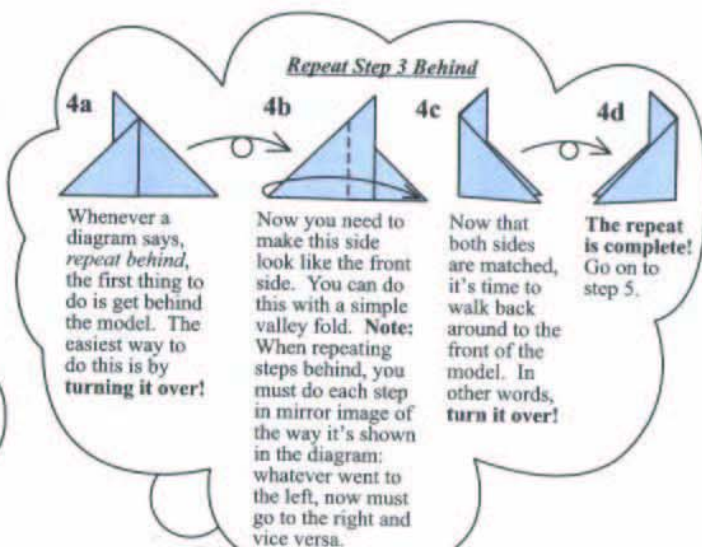 Repeat Step 3 Behind
4a
Whenever a
diagram says,
repeat behind,
the first thing to
do is get behind
the model. The
easiest way to
do this is by
turning it over!
4b
Now you need to
make this side
look like the front
side. You can do
this with a simple
valley fold. Note:
When repeating
steps behind, you
must do each step
in mirror image of
the way it's shown
in the diagram:
whatever went to
the left, now must
go to the right and
vice versa.
4c
Now that
both sides
are matched,
it's time to
walk back
around to the
front of the
model. In
other words,
turn it over!
4d
The repeat
is complete!
Go on to
step 5.